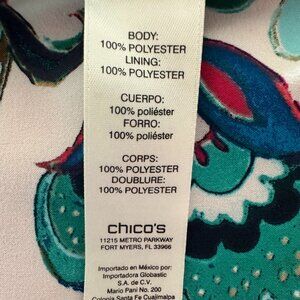 BODY:
100% POLYESTER
LINING:
100% POLYESTER
CUERPO:
100% poliéster
FORRO:
100% poliéster
CORPS:
100% POLYESTER
DOUBLURE:
100% POLYESTER
chico's
11215 METRO PARKWAY
FORT MYERS, FL 33966
Importado en México por:
Importadora Globastic
S.A. de C.V.
Mario Pani No. 200
Colonia Santa Fe Cuajimalpa